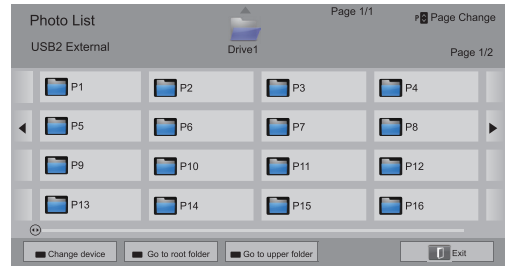 Photo List
Page 1/1
P Page Change
USB2 External
Drive1
Page 1/2
P1
P2
P3
P4
P5
P6
P7
P8
P9
P10
P11
P12
P13
P14
P15
P16
Change device
Go to root folder
Go to upper folder
Exit